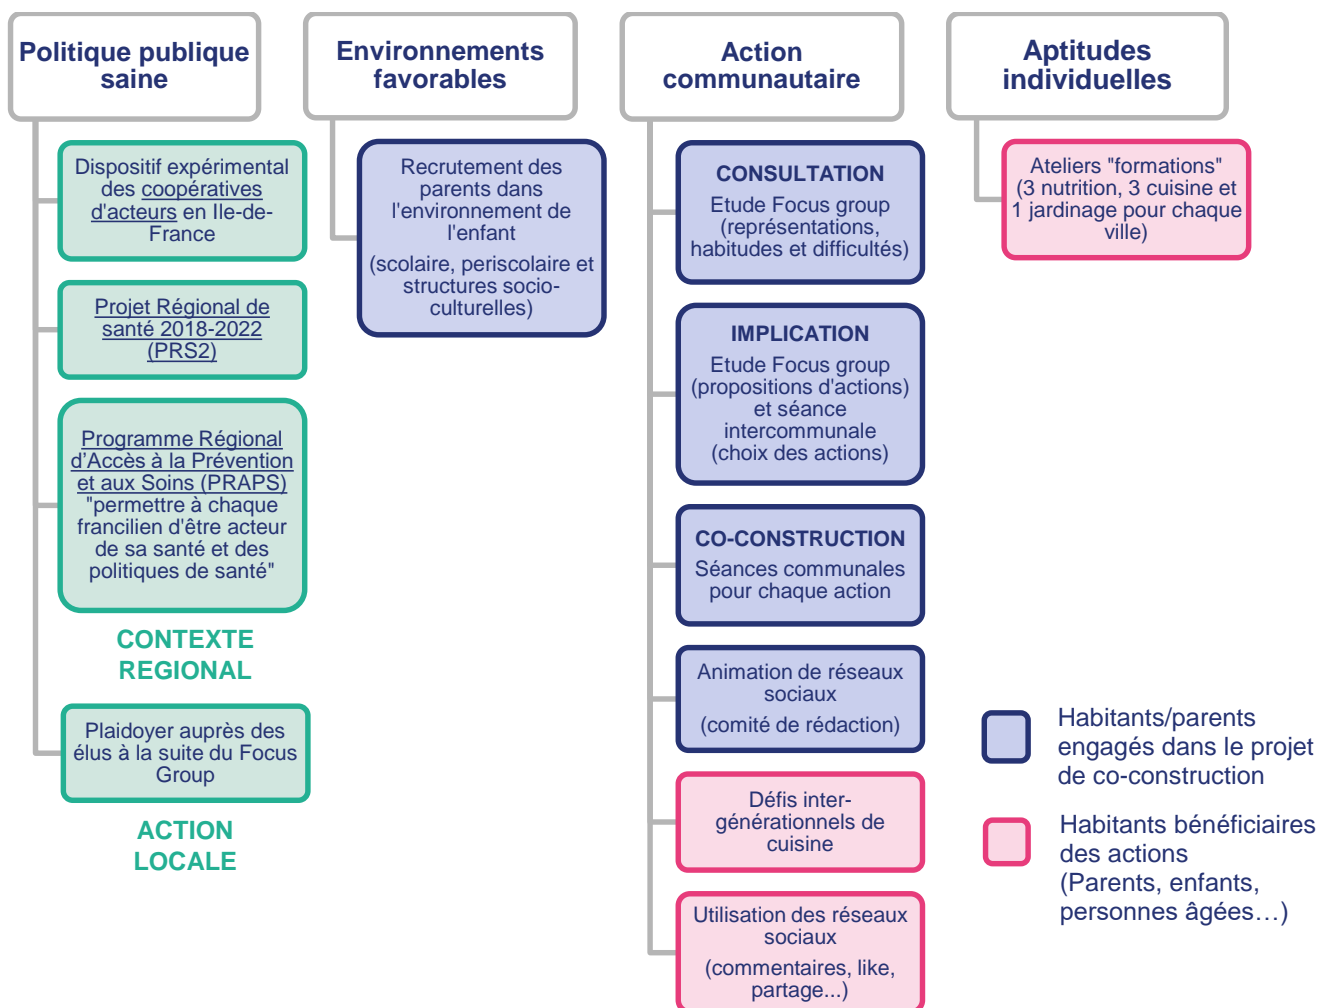 Politique publique
saine
Dispositif expérimental
des coopératives
d'acteurs en Ile-de-
France
Projet Régional de
santé 2018-2022
(PRS2)
Programme Régional
d'Accès à la Prévention
et aux Soins (PRAPS)
"permettre à chaque
francilien d'être acteur
de sa santé et des
politiques de santé"
CONTEXTE
REGIONAL
Plaidoyer auprès des
élus à la suite du Focus
Group
ACTION
LOCALE
Environnements
favorables
Recrutement des
parents dans
l'environnement de
l'enfant
(scolaire, periscolaire et
structures socio-
culturelles)
Action
communautaire
CONSULTATION
Etude Focus group
(représentations,
habitudes et difficultés)
IMPLICATION
Etude Focus group
(propositions d'actions)
et séance
intercommunale
(choix des actions)
CO-CONSTRUCTION
Séances communales
pour chaque action
Animation de réseaux
sociaux
(comité de rédaction)
Défis inter-
générationnels de
cuisine
Utilisation des réseaux
sociaux
(commentaires, like,
partage...)
Aptitudes
individuelles
Ateliers "formations"
(3 nutrition, 3 cuisine et
1 jardinage pour chaque
ville)
Habitants/parents
engagés dans le projet
de co-construction
Habitants bénéficiaires
des actions
(Parents, enfants,
personnes âgées…)